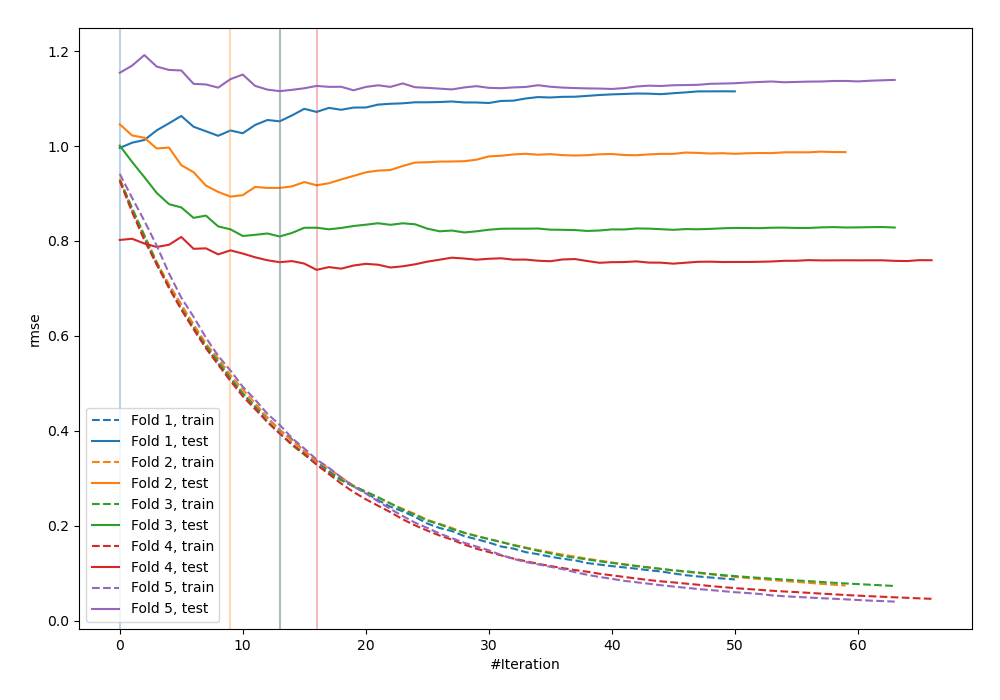 1.2
1.0
0.8
0.6
0.4
0.2
0.0
rmse
Fold 1, train
Fold 1, test
Fold 2, train
Fold 2, test
Fold 3, train
Fold 3, test
Fold 4, train
Fold 4, test
Fold 5, train
Fold 5, test
0 10 20 30 40 50 60
#Iteration